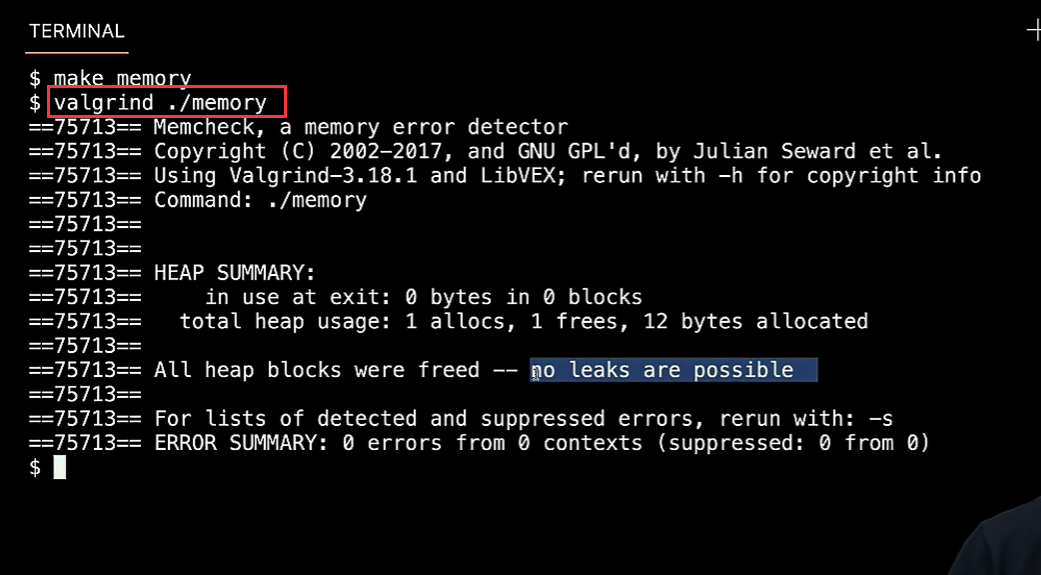 TERMINAL
$ make memory
$ valgrind ./memory
==75713== Memcheck, a memory error detector
==75713== Copyright (C) 2002-2017, and GNU GPL'd, by Julian Seward et al.
==75713== Using Valgrind-3.18.1 and LibVEX; rerun with -h for copyright info
==75713== Command: ./memory
==75713==
==75713==
==75713== HEAP SUMMARY:
==75713==     in use at exit: 0 bytes in 0 blocks
==75713==   total heap usage: 1 allocs, 1 frees, 12 bytes allocated
==75713==
==75713== All heap blocks were freed -- no leaks are possible
==75713==
==75713== For lists of detected and suppressed errors, rerun with: -s
==75713== ERROR SUMMARY: 0 errors from 0 contexts (suppressed: 0 from 0)
$